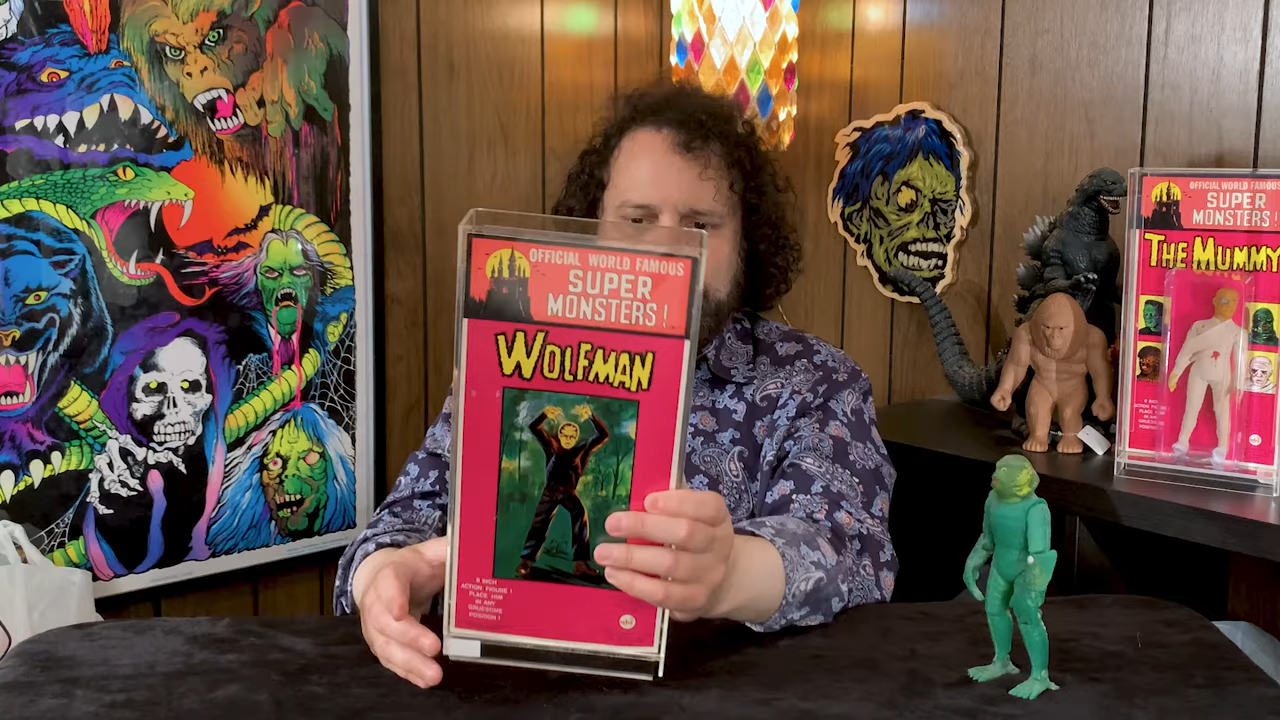 OFFICIAL WORLD FAMOUS
SUPER
MONSTERS!
WOLFMAN
8 INCH
ACTION FIGURE!
PLACE HIM
IN ANY
GRUESOME
POSITION!
OFFICIAL WORLD FAMOUS
SUPER
MONSTERS!
THE MUMMY